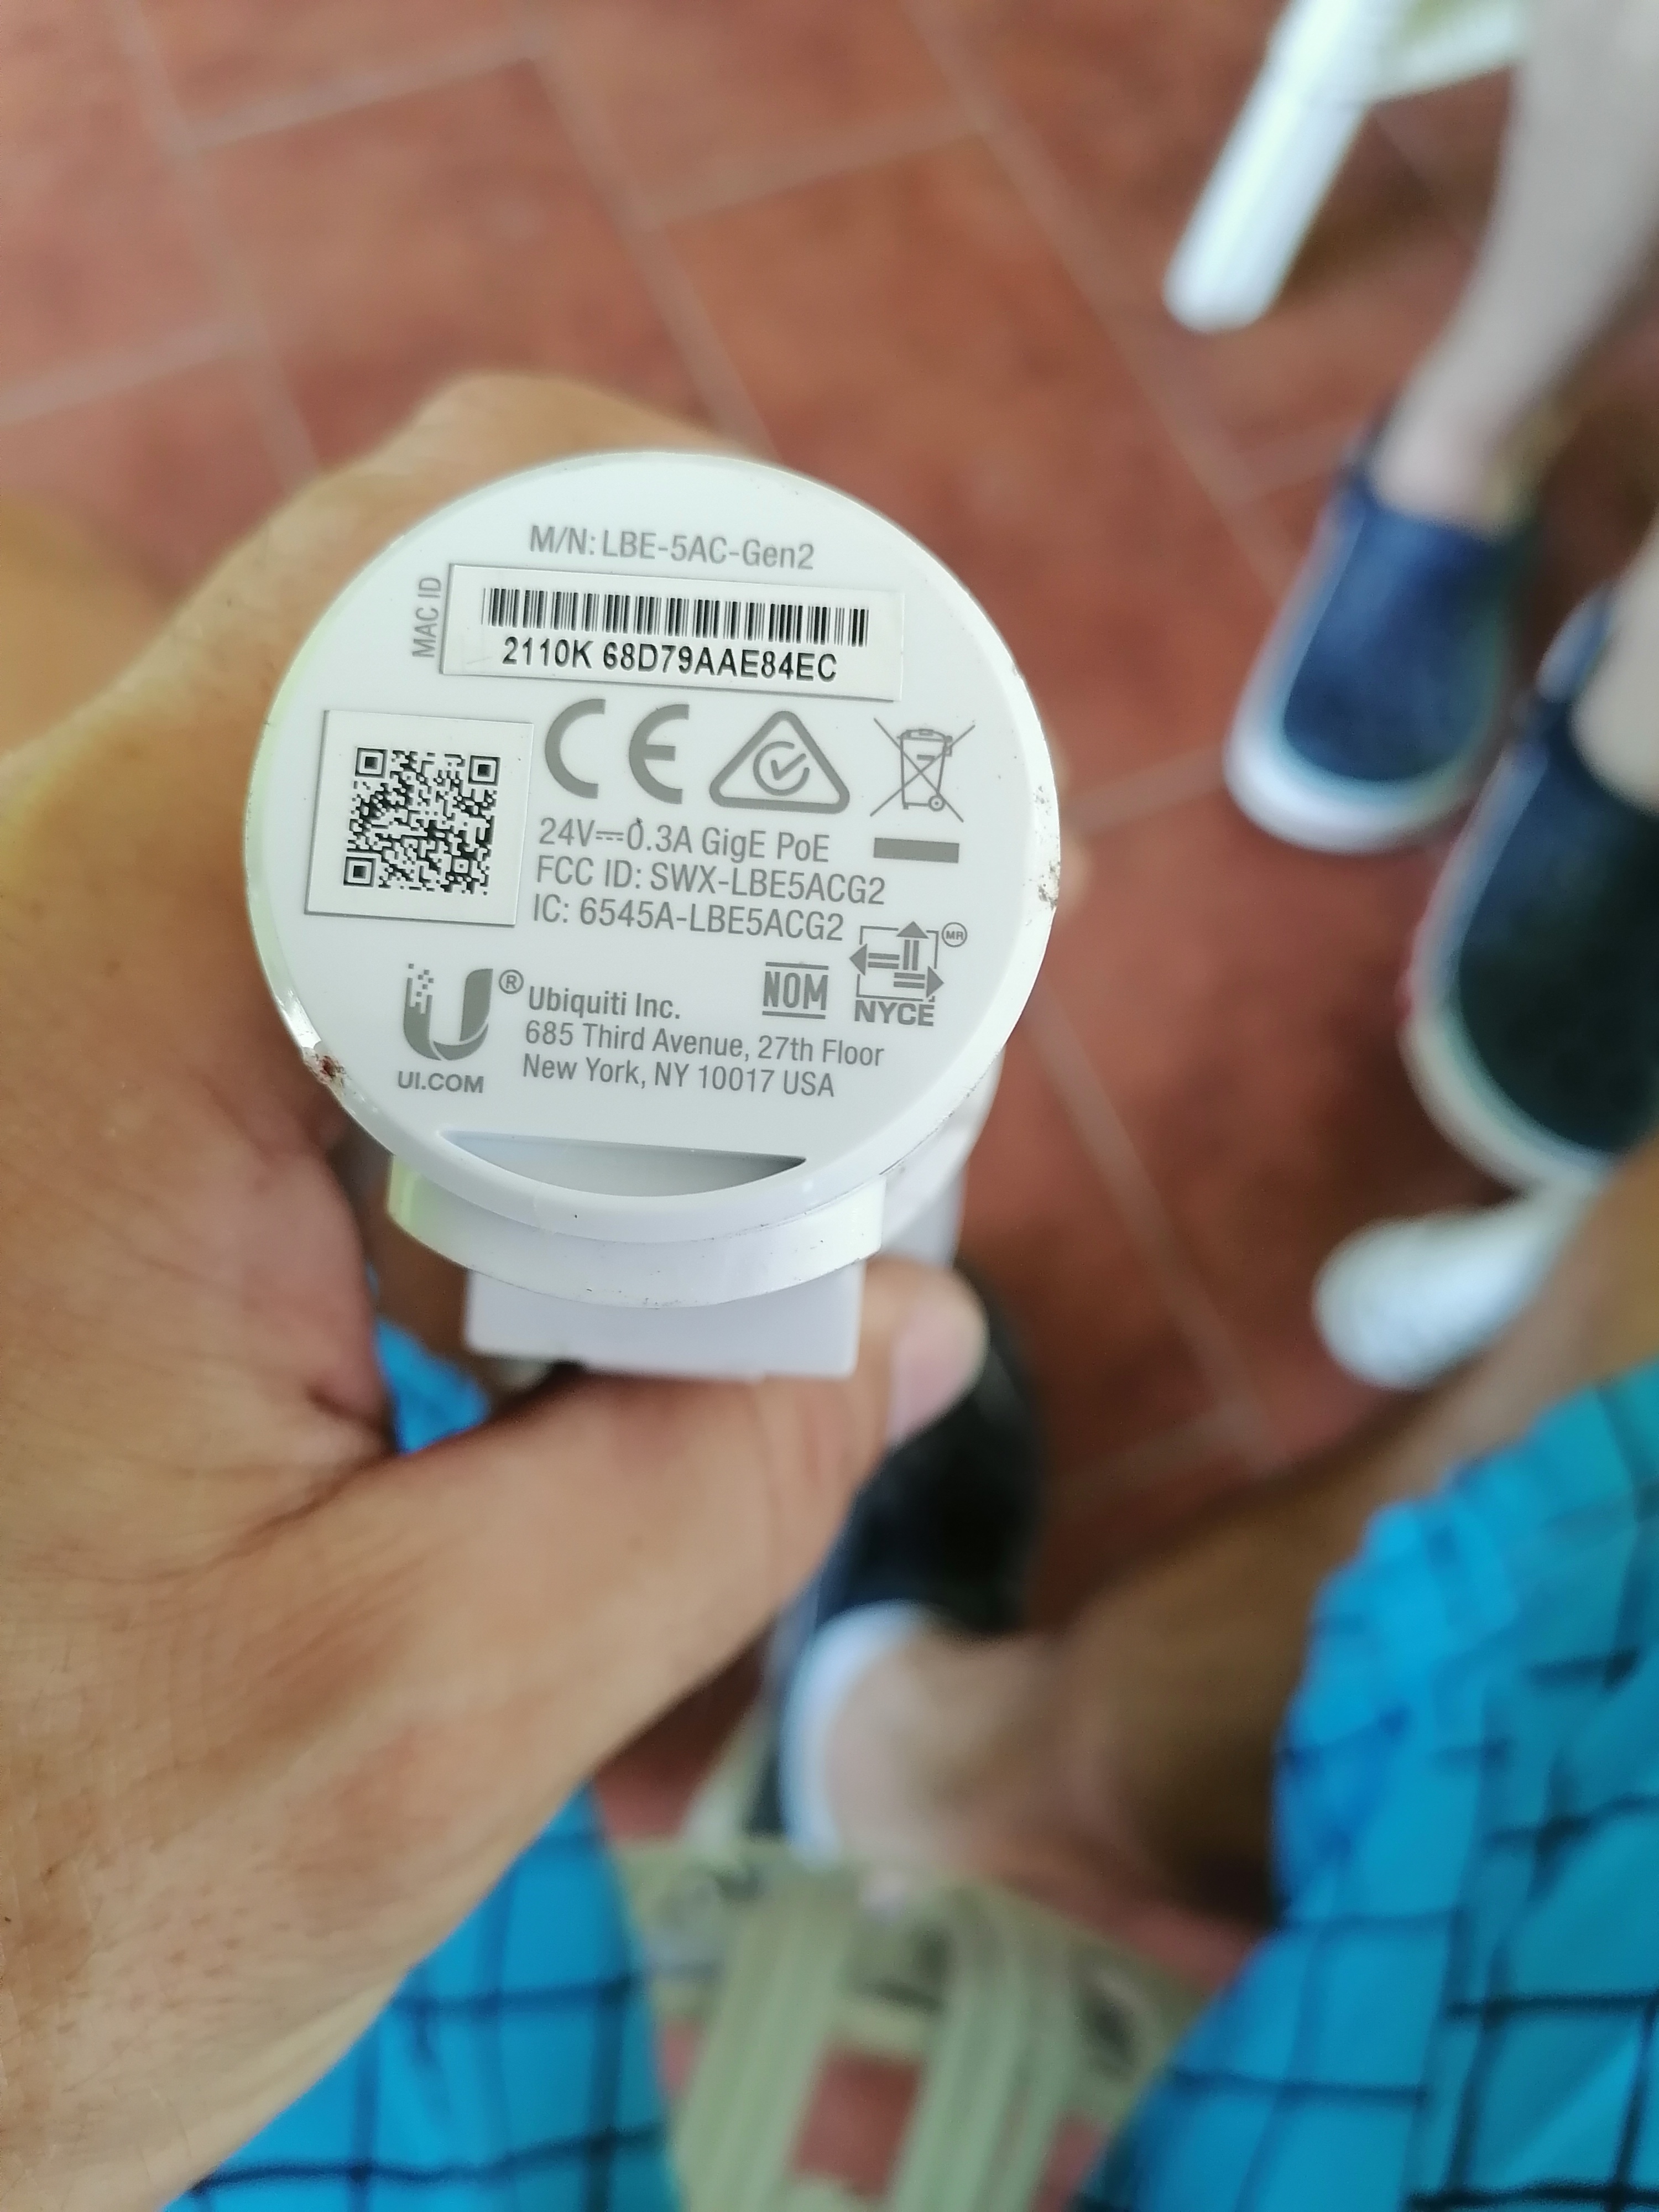 M/N: LBE-5AC-Gen2
MAC ID
2110K 68D79AAE84EC
CE
24V⎓0.3A GigE PoE
FCC ID: SWX-LBE5ACG2
IC: 6545A-LBE5ACG2
MR
NOM
NYCE
U®
UI.COM
Ubiquiti Inc.
685 Third Avenue, 27th Floor
New York, NY 10017 USA